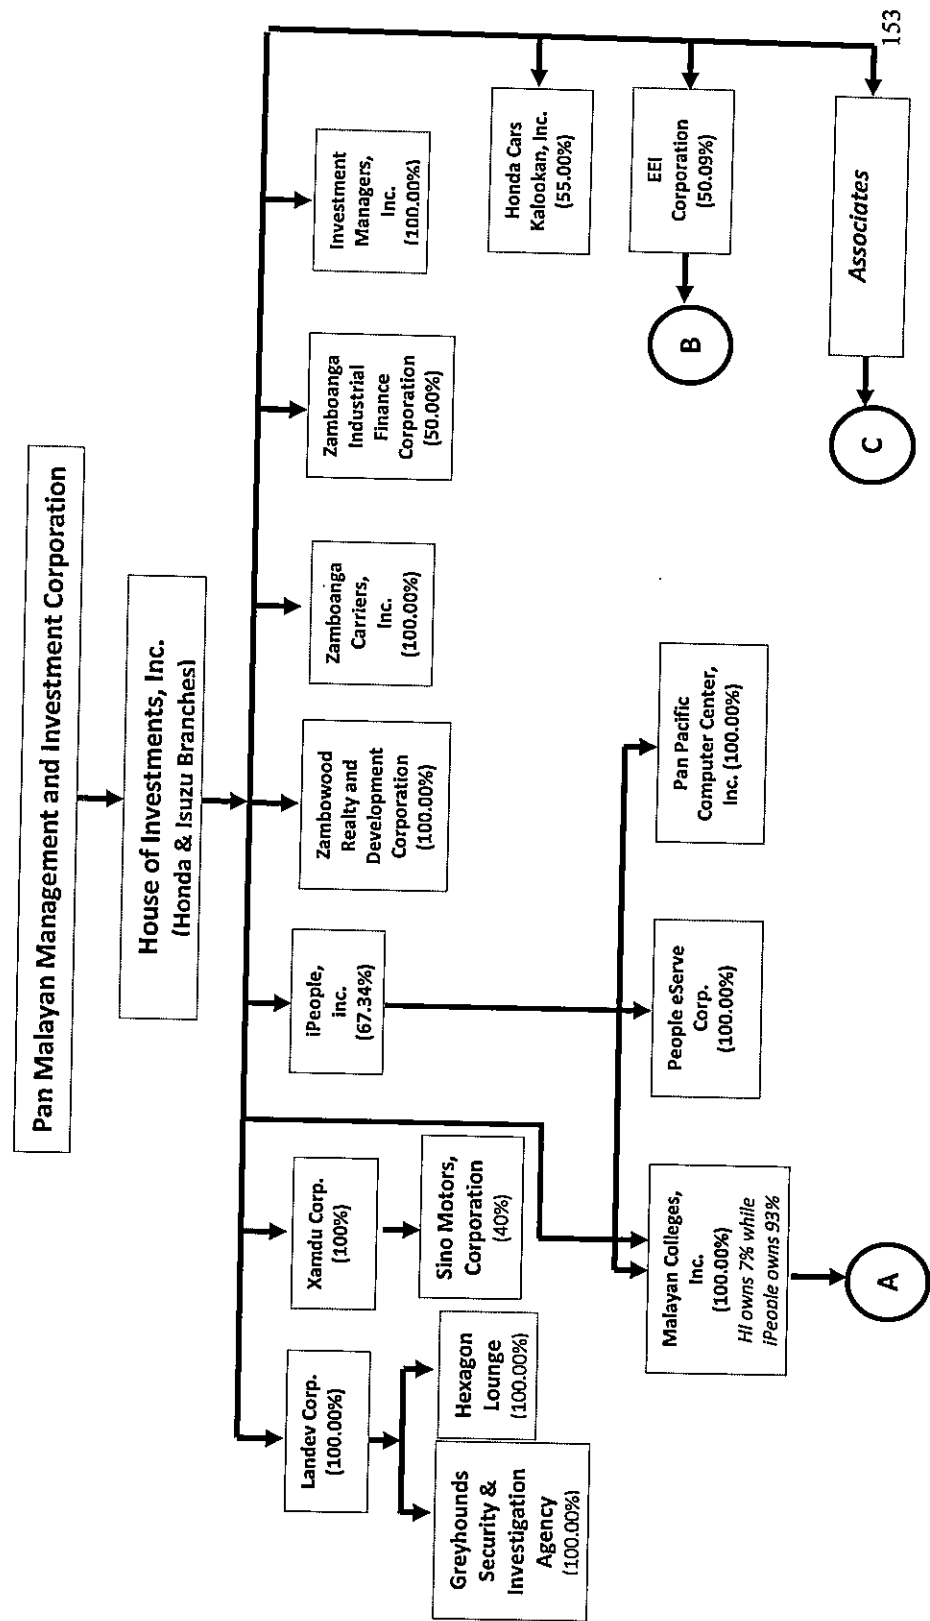 Pan Malayan Management and Investment Corporation
House of Investments, Inc.
(Honda & Isuzu Branches)
Landev Corp.
(100.00%)
Xamdu Corp.
(100%)
iPeople,
inc.
(67.34%)
Zambowood
Realty and
Development
Corporation
(100.00%)
Zamboanga
Carriers,
Inc.
(100.00%)
Zamboanga
Industrial
Finance
Corporation
(50.00%)
Investment
Managers,
Inc.
(100.00%)
Greyhounds
Security &
Investigation
Agency
(100.00%)
Hexagon
Lounge
(100.00%)
Sino Motors,
Corporation
(40%)
Honda Cars
Kalookan, Inc.
(55.00%)
Malayan Colleges,
Inc.
(100.00%)
HI owns 7% while
iPeople owns 93%
People eServe
Corp.
(100.00%)
Pan Pacific
Computer Center,
Inc. (100.00%)
EEI
Corporation
(50.09%)
B
A
C
Associates
153